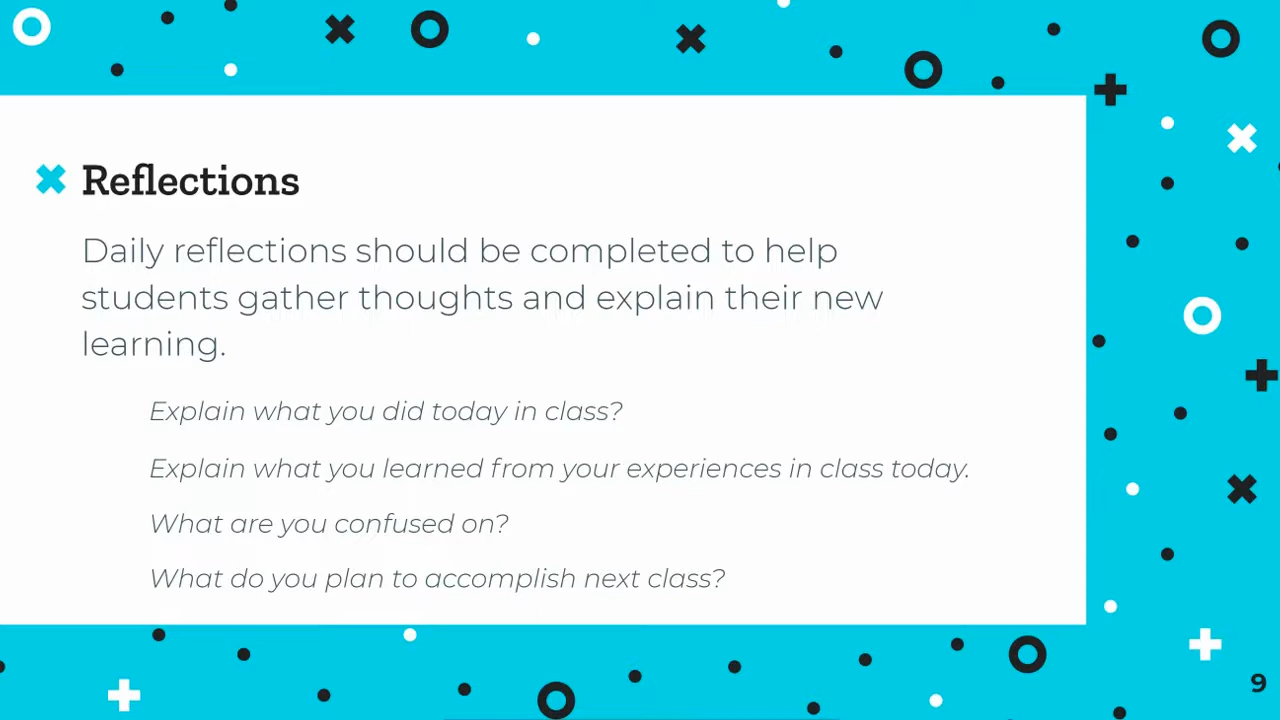 Reflections
Daily reflections should be completed to help
students gather thoughts and explain their new
learning.
Explain what you did today in class?
Explain what you learned from your experiences in class today.
What are you confused on?
What do you plan to accomplish next class?
9